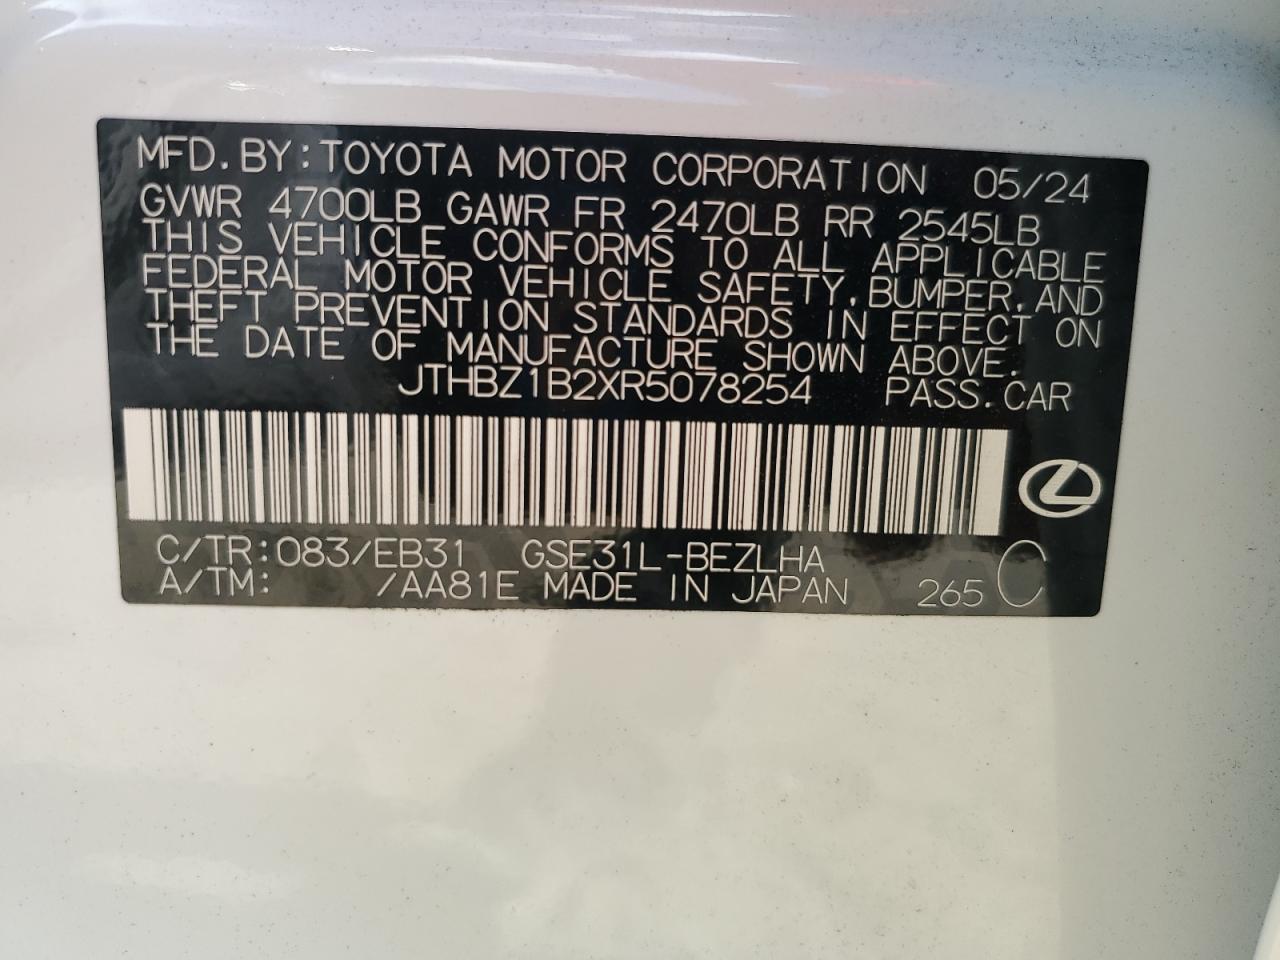 MFD.BY:TOYOTA MOTOR CORPORATION 05/24
GVWR 4700LB GAWR FR 2470LB RR 2545LB
THIS VEHICLE CONFORMS TO ALL APPLICABLE
FEDERAL MOTOR VEHICLE SAFETY,BUMPER,AND
THEFT PREVENTION STANDARDS IN EFFECT ON
THE DATE OF MANUFACTURE SHOWN ABOVE.
JTHBZ1B2XR5078254 PASS.CAR
C/TR:083/EB31 GSE31L-BEZLHA
A/TM: /AA81E MADE IN JAPAN 265 C